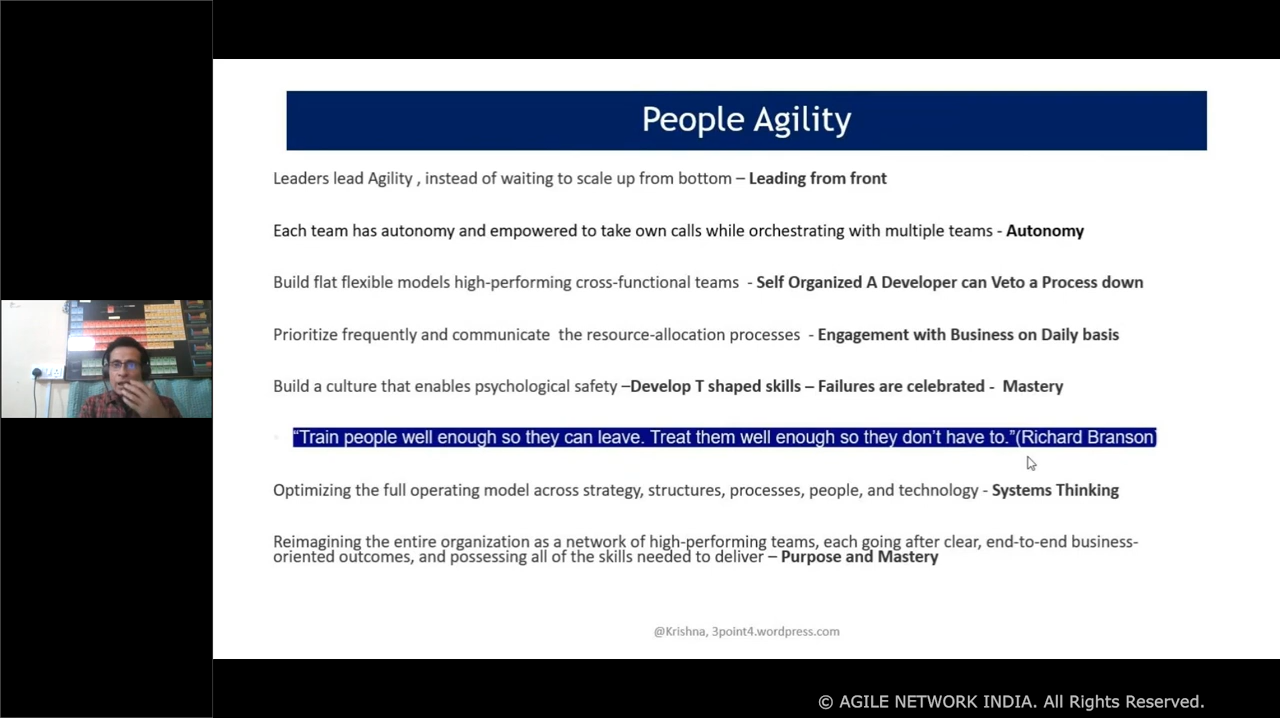 People Agility
Leaders lead Agility , instead of waiting to scale up from bottom – Leading from front
Each team has autonomy and empowered to take own calls while orchestrating with multiple teams - Autonomy
Build flat flexible models high-performing cross-functional teams  - Self Organized A Developer can Veto a Process down
Prioritize frequently and communicate  the resource-allocation processes  - Engagement with Business on Daily basis
Build a culture that enables psychological safety –Develop T shaped skills – Failures are celebrated -  Mastery
“Train people well enough so they can leave. Treat them well enough so they don’t have to.”(Richard Branson)
Optimizing the full operating model across strategy, structures, processes, people, and technology - Systems Thinking
Reimagining the entire organization as a network of high-performing teams, each going after clear, end-to-end business-
oriented outcomes, and possessing all of the skills needed to deliver – Purpose and Mastery
@Krishna, 3point4.wordpress.com
© AGILE NETWORK INDIA. All Rights Reserved.